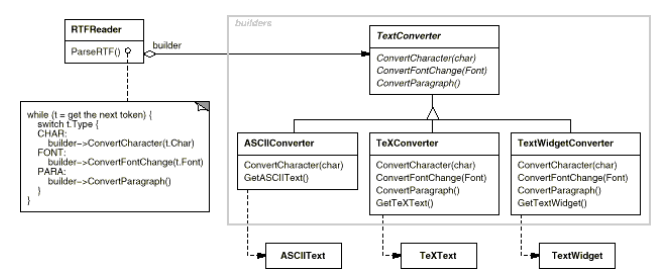 builders
RTFReader
ParseRTF()
builder
TextConverter
ConvertCharacter(char)
ConvertFontChange(Font)
ConvertParagraph()
while (t = get the next token) {
switch t.Type {
CHAR:
builder->ConvertCharacter(t.Char)
FONT:
builder->ConvertFontChange(t.Font)
PARA:
builder->ConvertParagraph()
}
}
ASCIIConverter
ConvertCharacter(char)
GetASCIIText()
TeXConverter
ConvertCharacter(char)
ConvertFontChange(Font)
ConvertParagraph()
GetTeXText()
TextWidgetConverter
ConvertCharacter(char)
ConvertFontChange(Font)
ConvertParagraph()
GetTextWidget()
ASCIIText
TeXText
TextWidget